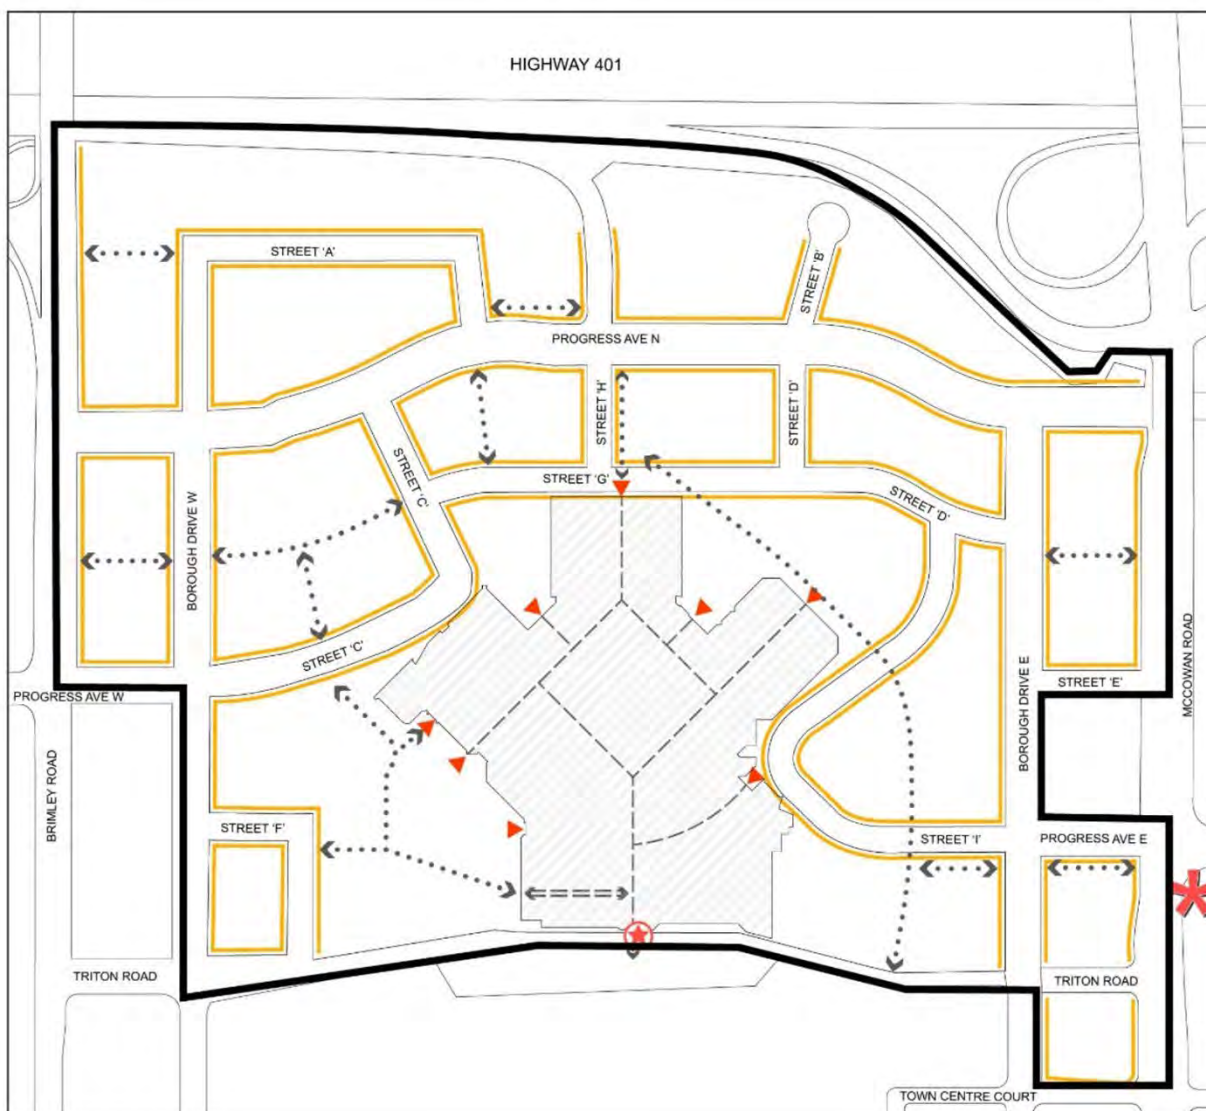 HIGHWAY 401
STREET 'A'
STREET 'B'
PROGRESS AVE N
STREET 'H'
STREET 'D'
STREET 'C'
STREET 'G'
STREET 'D'
BOROUGH DRIVE W
STREET 'C'
MCCOWAN ROAD
STREET 'E'
PROGRESS AVE W
BOROUGH DRIVE E
BRIMLEY ROAD
STREET 'F'
STREET 'I'
PROGRESS AVE E
TRITON ROAD
TRITON ROAD
TOWN CENTRE COURT